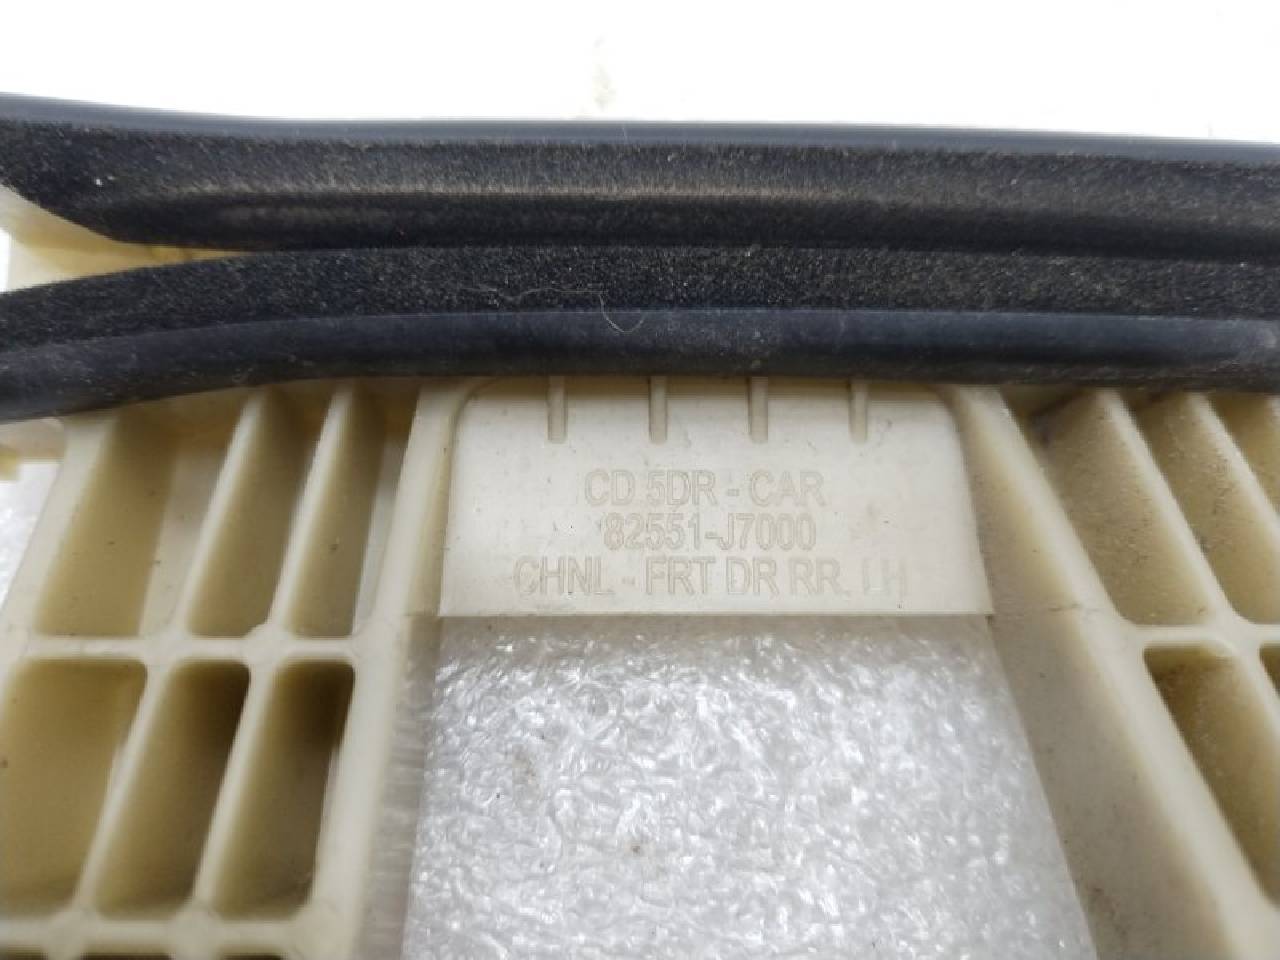 CD 5DR - CAR
82551-J7000
CHNL - FRT DR RR. LH